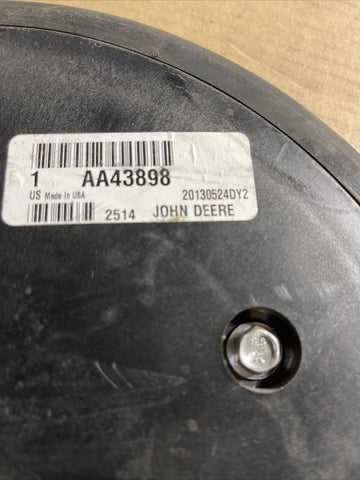 1 AA43898
US Made in USA 20130524DY2
2514 JOHN DEERE